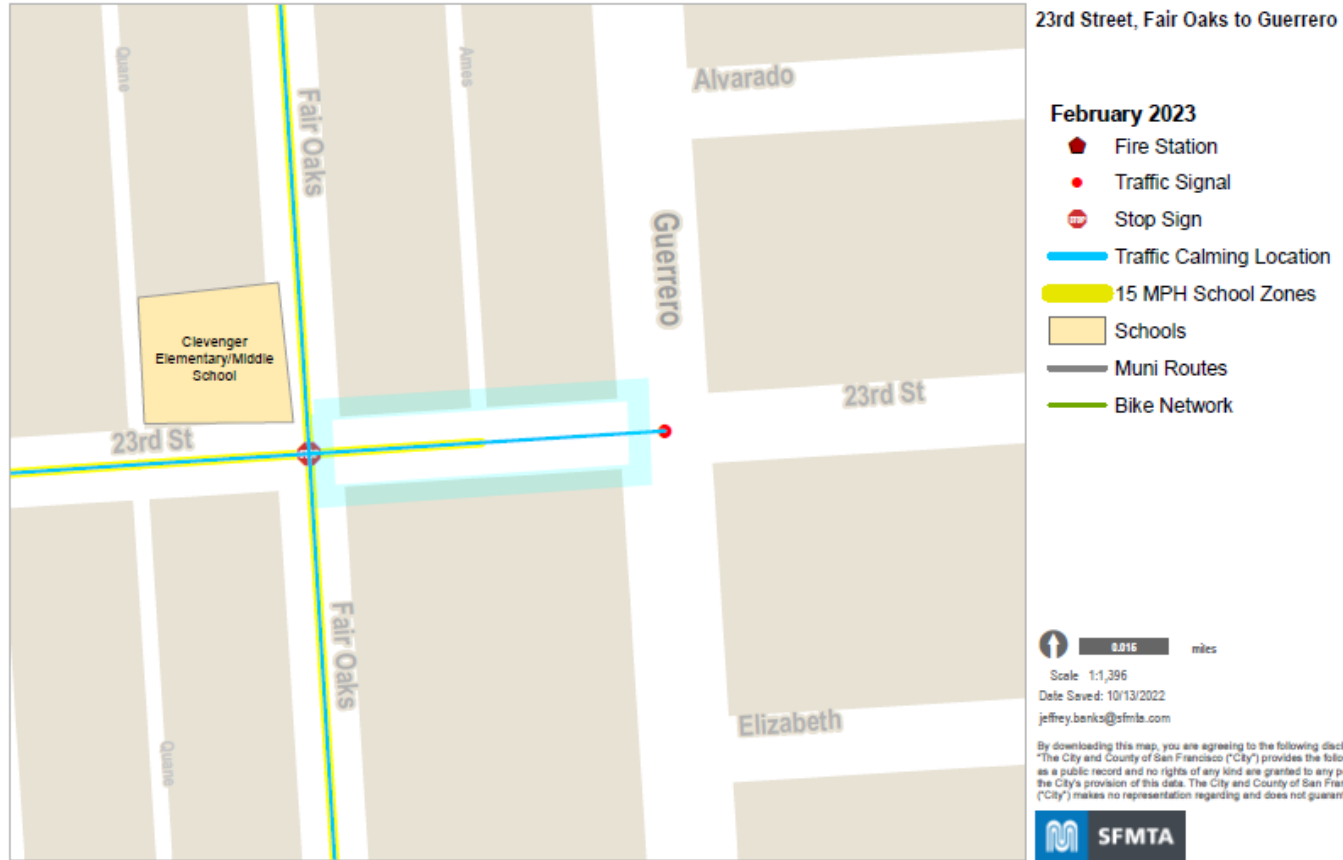 23rd Street, Fair Oaks to Guerrero
Quane
Fair Oaks
Ames
Alvarado
Guerrero
Clevenger
Elementary/Middle
School
23rd St
23rd St
STOP
Fair Oaks
Quane
Elizabeth
February 2023
Fire Station
Traffic Signal
STOP
Stop Sign
Traffic Calming Location
15 MPH School Zones
Schools
Muni Routes
Bike Network
0.016 miles
Scale 1:1,396
Date Saved: 10/13/2022
jeffrey.banks@sfmta.com
By downloading this map, you are agreeing to the following discl
"The City and County of San Francisco ("City") provides the follo
as a public record and no rights of any kind are granted to any p
the City's provision of this data. The City and County of San Fran
("City") makes no representation regarding and does not guaran
SFMTA